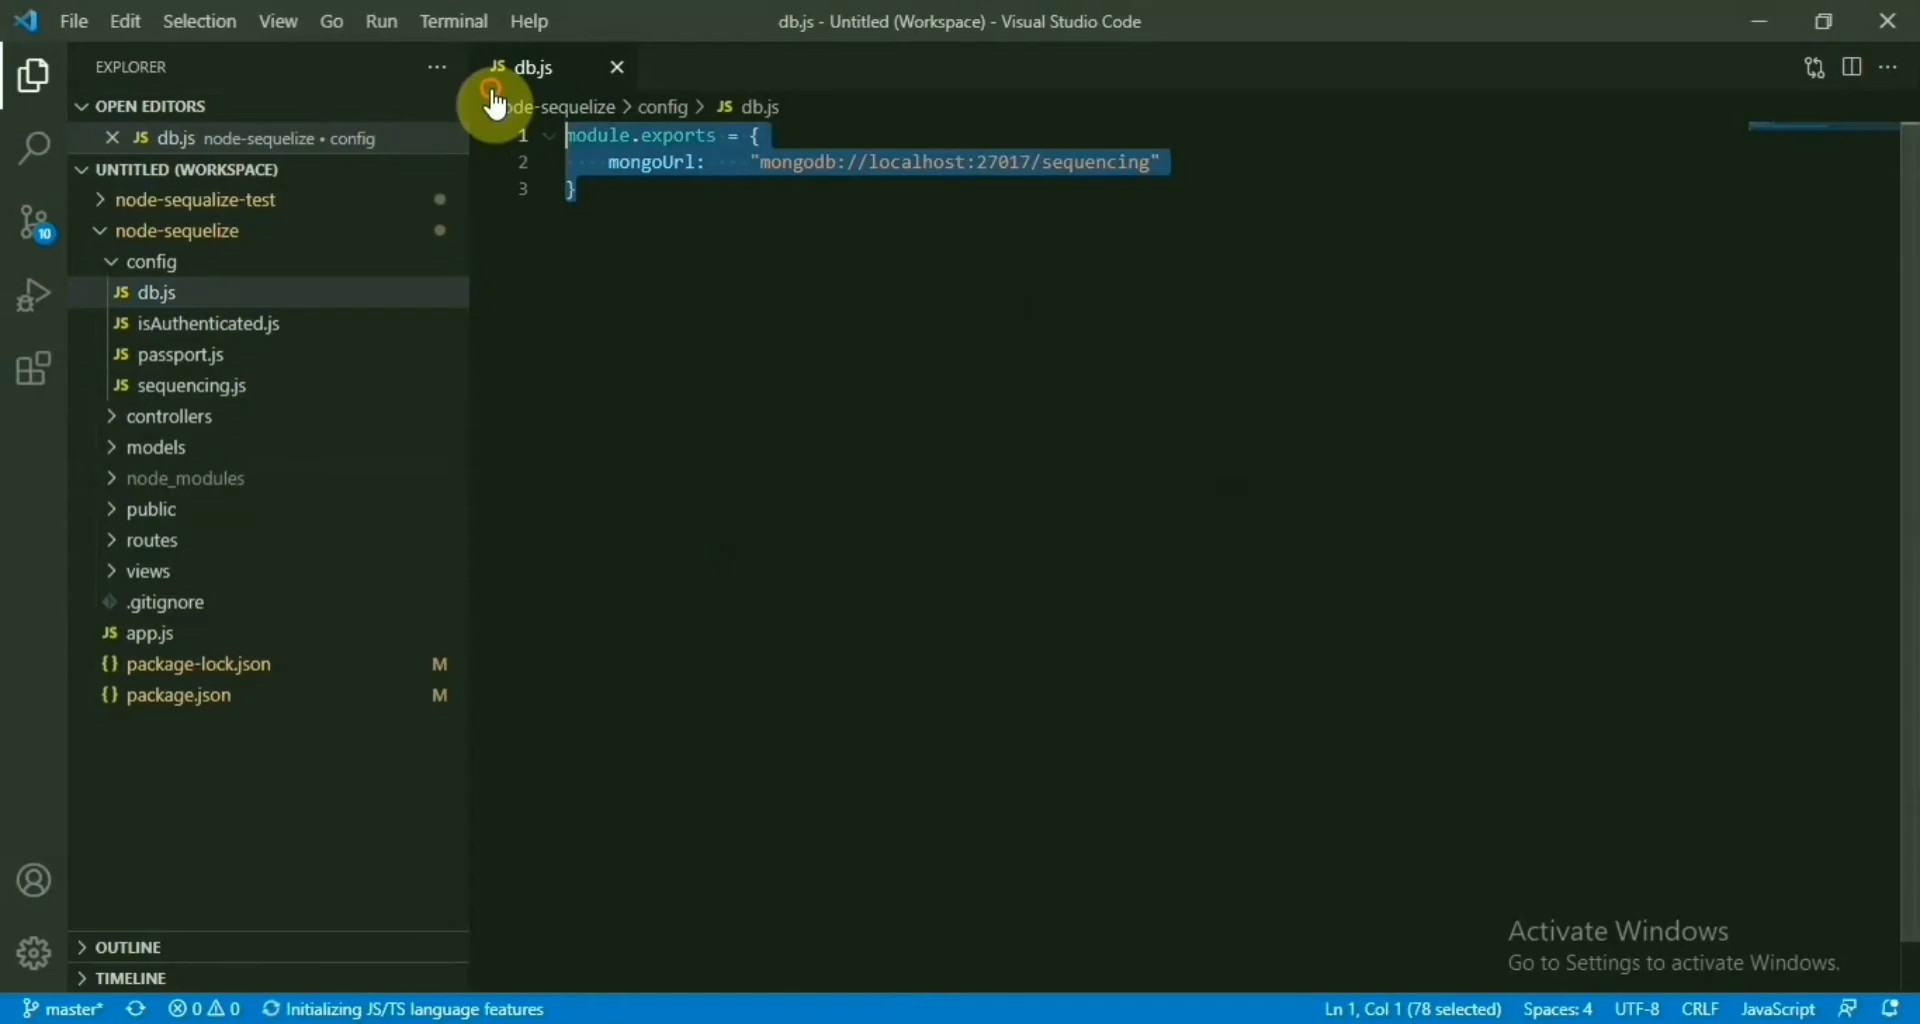 File Edit Selection View Go Run Terminal Help
db.js - Untitled (Workspace) - Visual Studio Code
EXPLORER
OPEN EDITORS
JS db.js node-sequelize • config
UNTITLED (WORKSPACE)
node-sequalize-test
node-sequelize
config
JS db.js
JS isAuthenticated.js
JS passport.js
JS sequencing.js
controllers
models
node_modules
public
routes
views
.gitignore
JS app.js
{} package-lock.json M
{} package.json M
OUTLINE
TIMELINE
10
JS db.js
de-sequelize > config > JS db.js
1 module.exports = {
2 mongoUrl: "mongodb://localhost:27017/sequencing"
3 }
Activate Windows
Go to Settings to activate Windows.
master* 0 0 Initializing JS/TS language features
Ln 1, Col 1 (78 selected) Spaces: 4 UTF-8 CRLF JavaScript